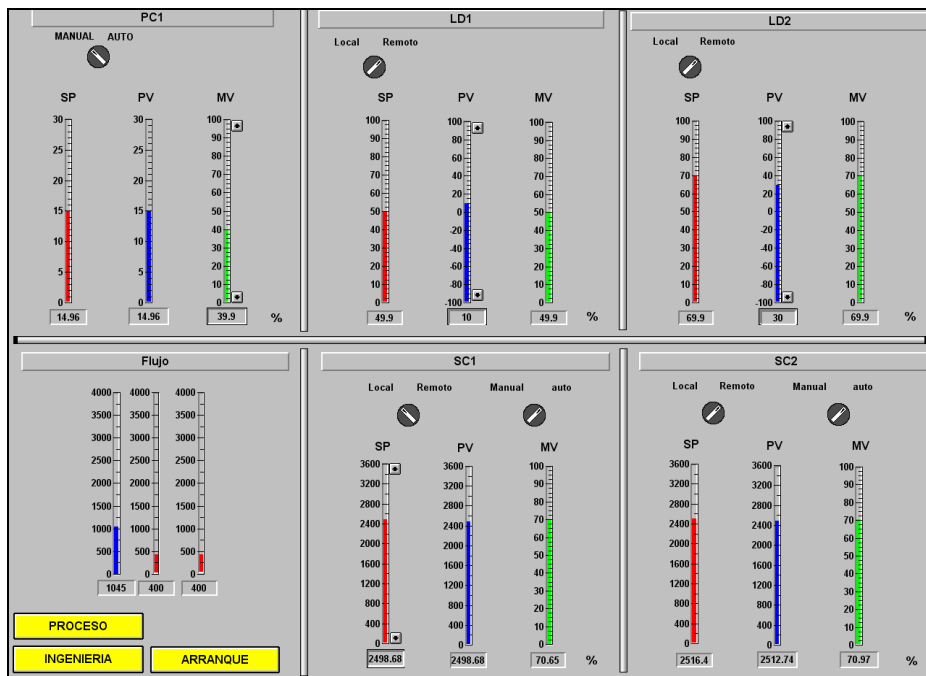 PC1
MANUAL AUTO
SP PV MV
30 30 100
90
25 25 80
70
20 20 60
15 15 50
40
10 10 30
5 5 20
10
0 0 0
14.96 14.96 39.9 %
LD1
Local Remoto
SP PV MV
100 100 100
90 80 90
80 60 80
70 40 70
60 20 60
50 0 50
40 -20 40
30 -40 30
20 -60 20
10 -80 10
0 -100 0
49.9 10 49.9 %
LD2
Local Remoto
SP PV MV
100 100 100
90 80 90
80 60 80
70 40 70
60 20 60
50 0 50
40 -20 40
30 -40 30
20 -60 20
10 -80 10
0 -100 0
69.9 30 69.9 %
Flujo
4000 4000 4000
3500 3500 3500
3000 3000 3000
2500 2500 2500
2000 2000 2000
1500 1500 1500
1000 1000 1000
500 500 500
0 0 0
1045 400 400
PROCESO
INGENIERIA ARRANQUE
SC1
Local Remoto Manual auto
SP PV MV
3600 3600 100
3200 3200 90
2800 2800 80
2400 2400 70
60
2000 2000 50
1600 1600 40
1200 1200 30
800 800 20
400 400 10
0 0 0
2498.68 2498.68 70.65 %
SC2
Local Remoto Manual auto
SP PV MV
3600 3600 100
3200 3200 90
2800 2800 80
2400 2400 70
60
2000 2000 50
1600 1600 40
1200 1200 30
800 800 20
400 400 10
0 0 0
2516.4 2512.74 70.97 %